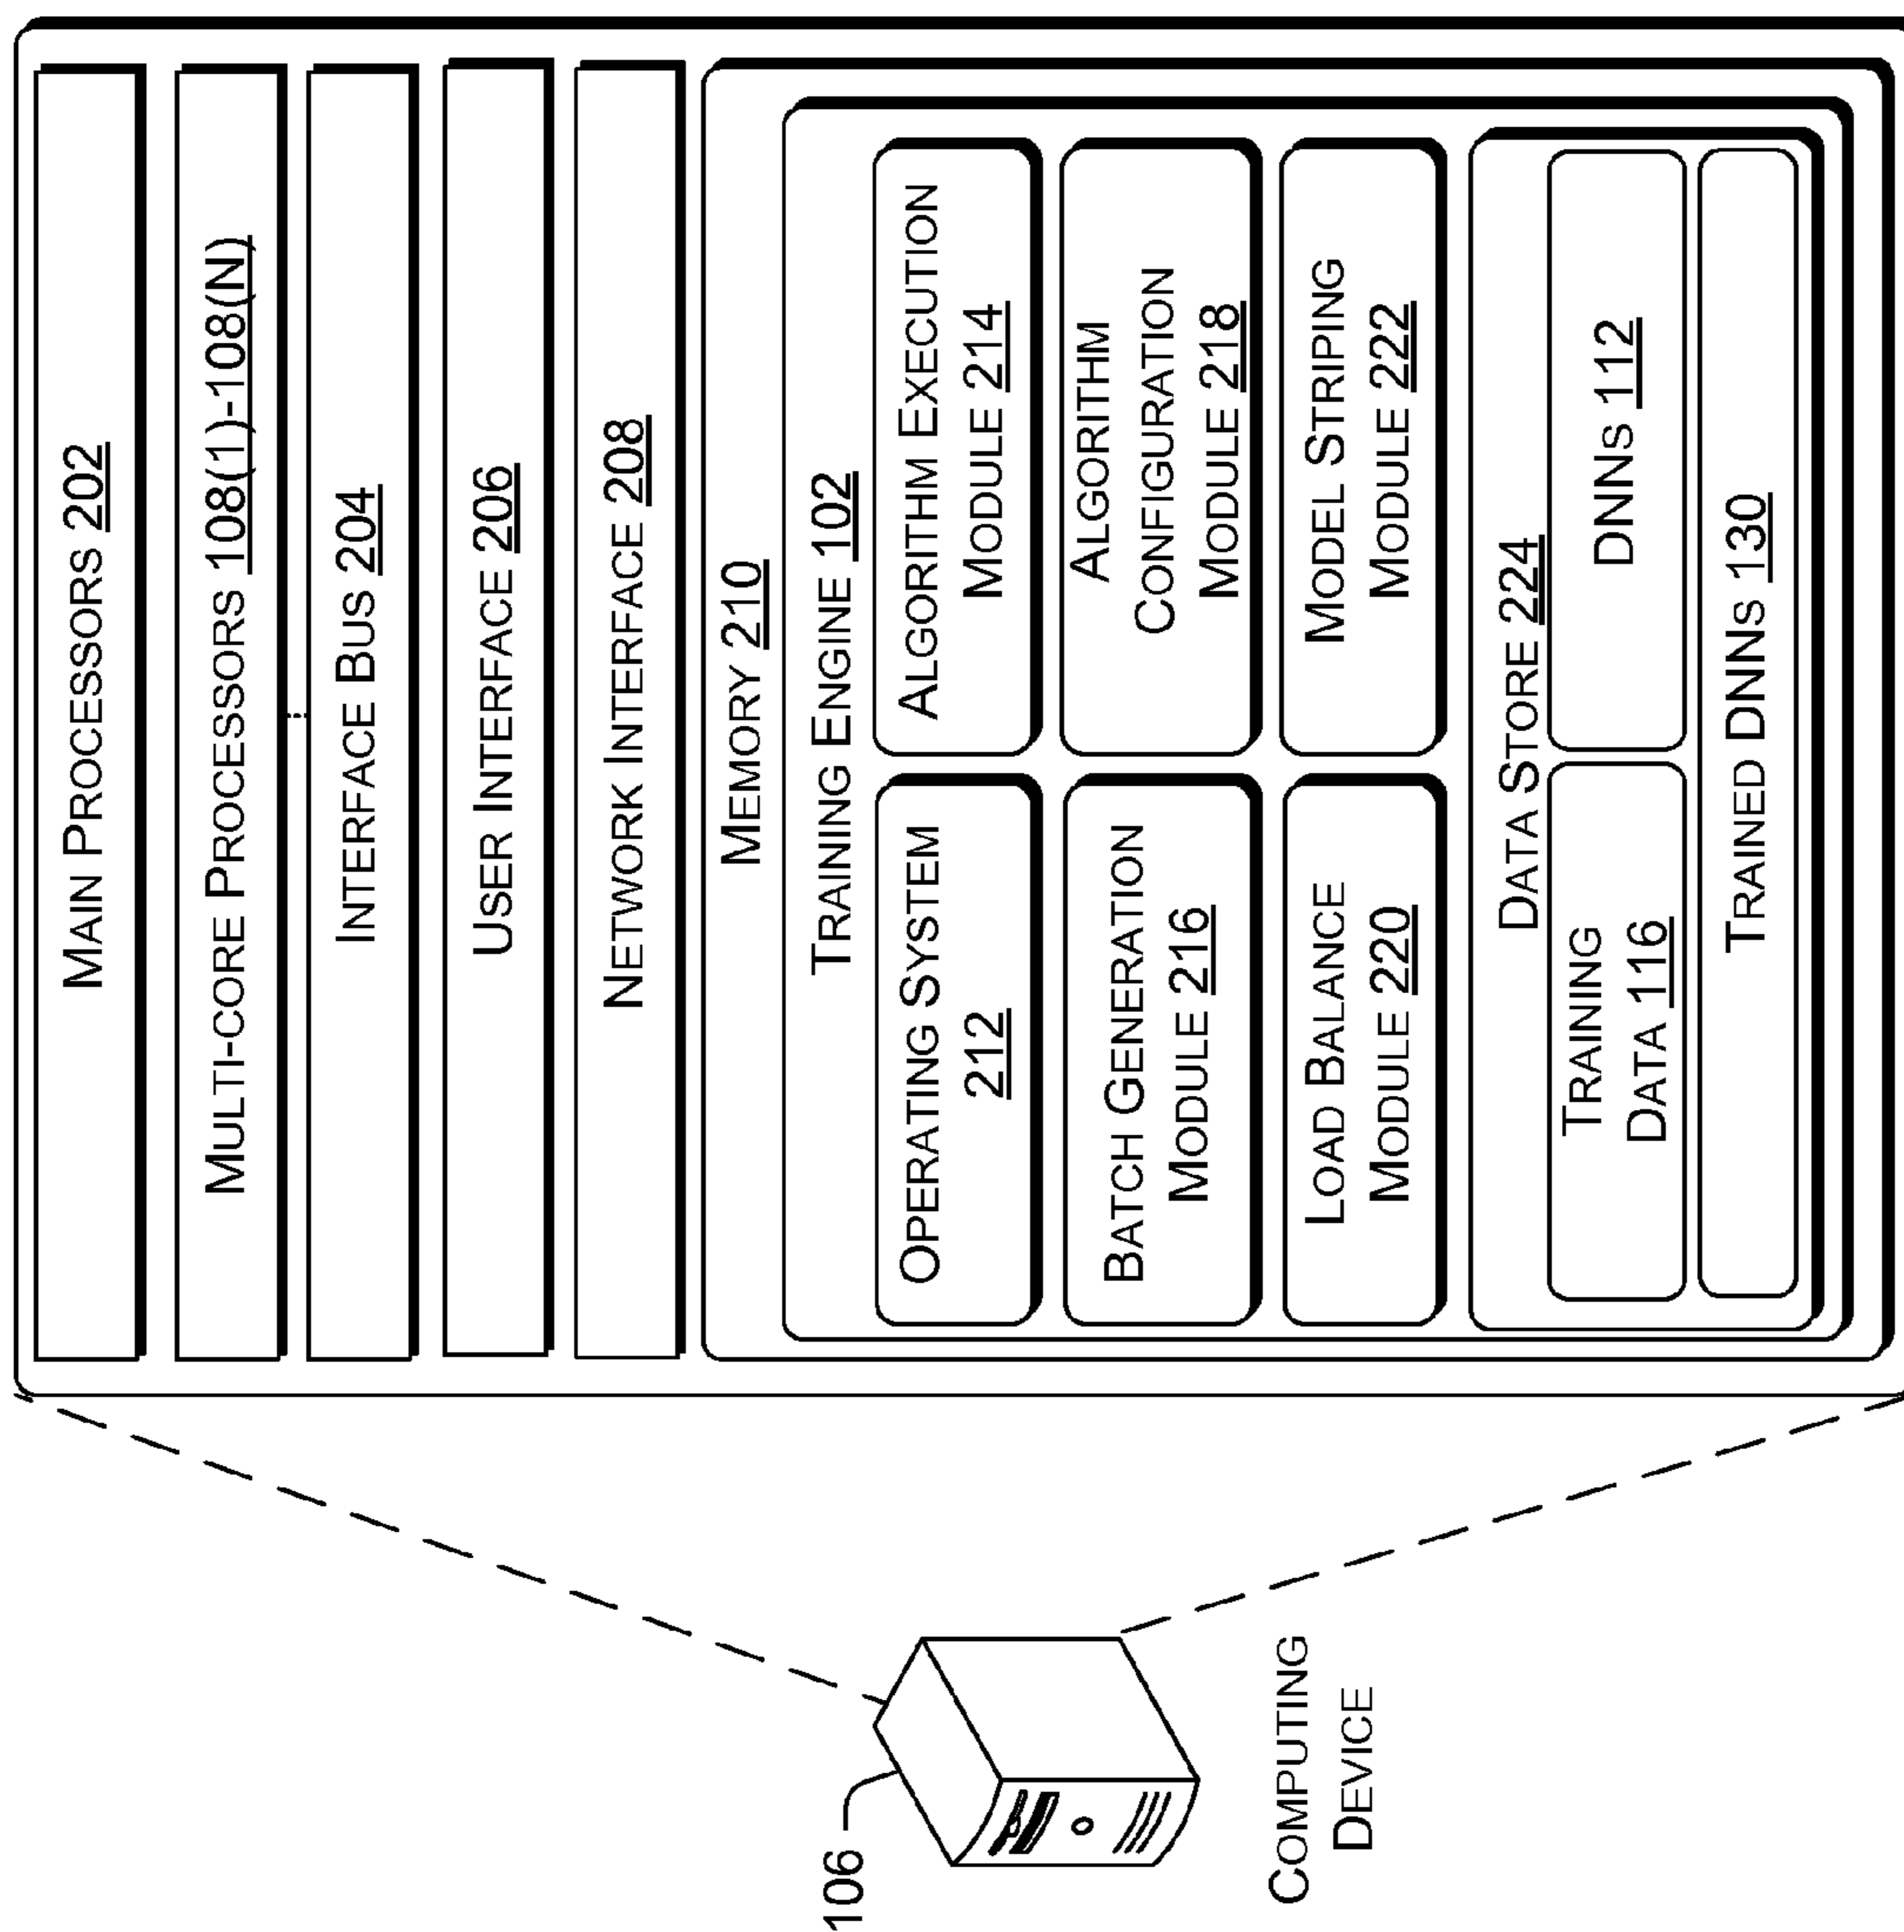 106
COMPUTING
DEVICE
MAIN PROCESSORS 202
MULTI-CORE PROCESSORS 108(1)-108(N)
INTERFACE BUS 204
USER INTERFACE 206
NETWORK INTERFACE 208
MEMORY 210
TRAINING ENGINE 102
OPERATING SYSTEM
212
ALGORITHM EXECUTION
MODULE 214
BATCH GENERATION
MODULE 216
ALGORITHM
CONFIGURATION
MODULE 218
LOAD BALANCE
MODULE 220
MODEL STRIPING
MODULE 222
DATA STORE 224
TRAINING
DATA 116
DNNS 112
TRAINED DNNS 130